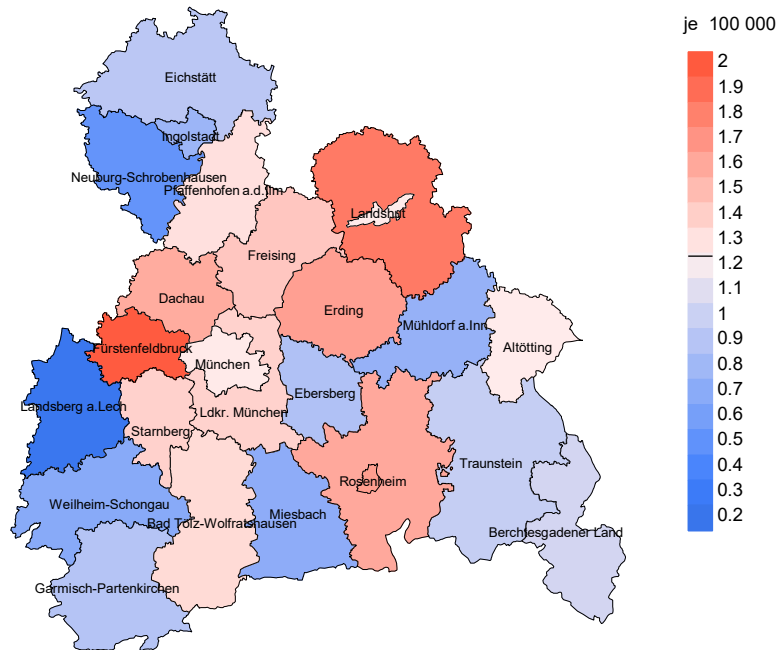 je 100 000
Eichstätt
Ingolstadt
Neuburg-Schrobenhausen
Pfaffenhofen a.d.Ilm
Landshut
Freising
Dachau
Erding
Mühldorf a.Inn
Fürstenfeldbruck
München
Altötting
Ebersberg
Landsberg a.Lech
Ldkr. München
Starnberg
Traunstein
Rosenheim
Weilheim-Schongau
Miesbach
Bad Tölz-Wolfratshausen
Berchtesgadener Land
Garmisch-Partenkirchen
2
1.9
1.8
1.7
1.6
1.5
1.4
1.3
1.2
1.1
1
0.9
0.8
0.7
0.6
0.5
0.4
0.3
0.2